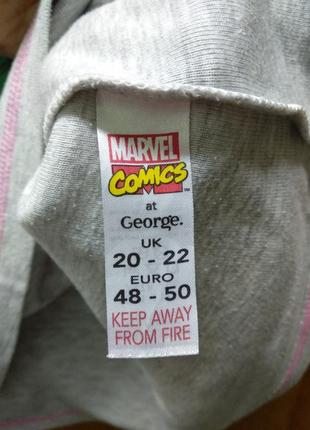 MARVEL
COMICS
at
George.
UK
20 - 22
EURO
48 - 50
KEEP AWAY
FROM FIRE